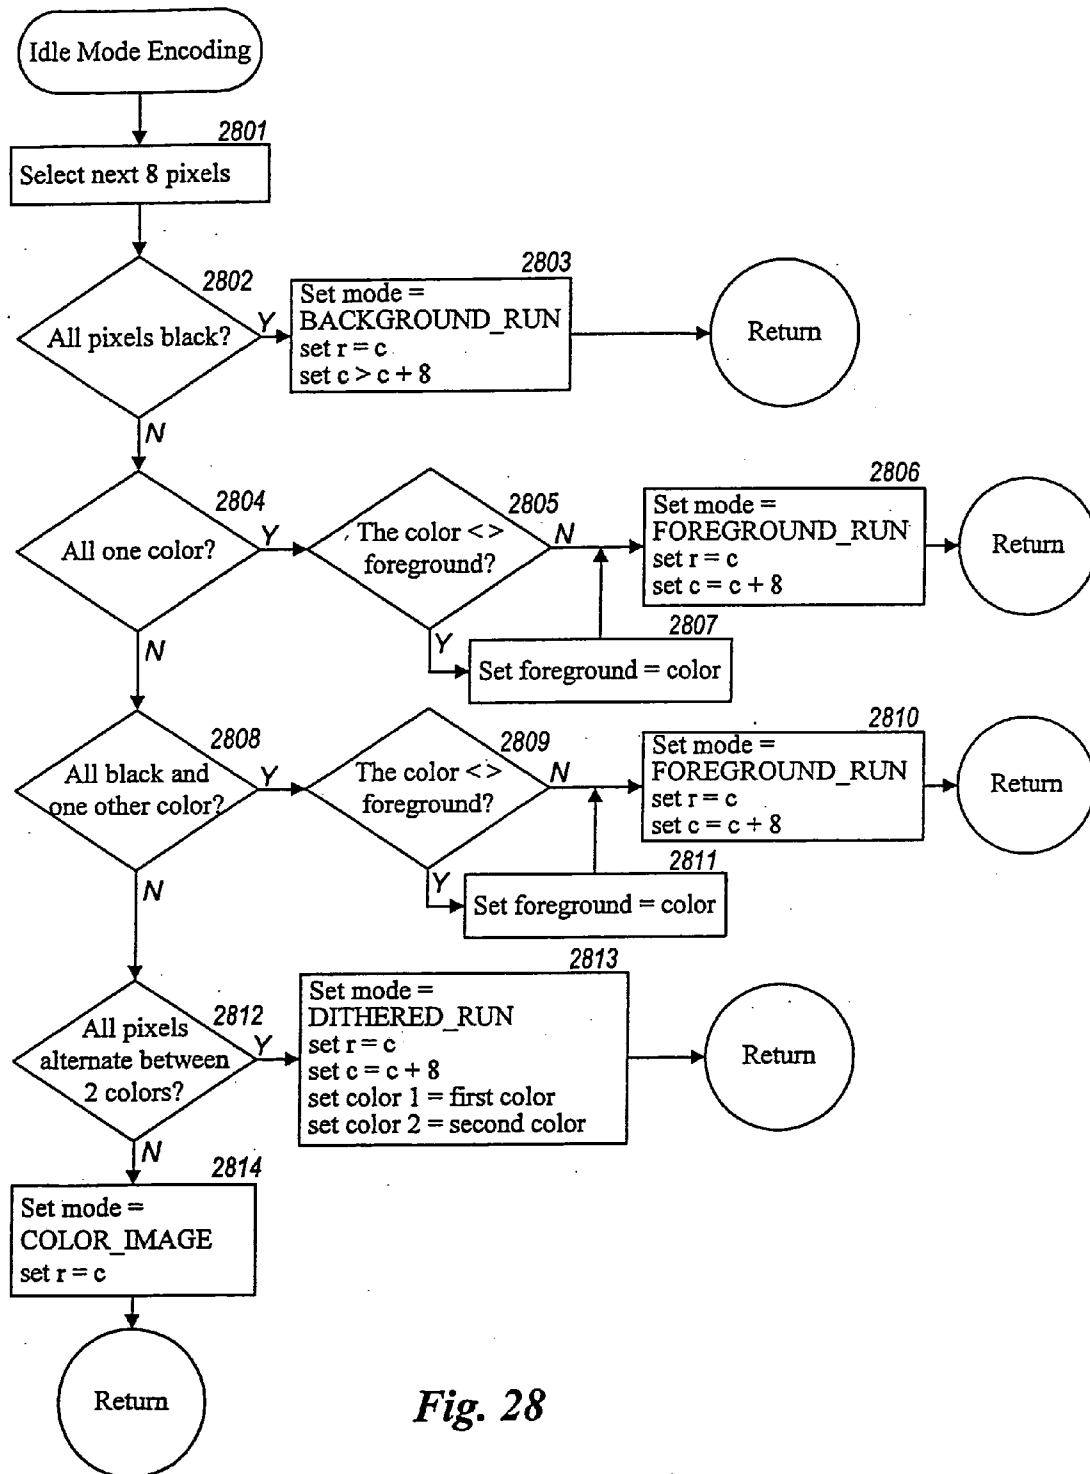 Idle Mode Encoding
2801
Select next 8 pixels
2802
All pixels black?
Y
N
2803
Set mode =
BACKGROUND_RUN
set r = c
set c > c + 8
Return
2804
All one color?
Y
N
2805
The color < >
foreground?
N
Y
2806
Set mode =
FOREGROUND_RUN
set r = c
set c = c + 8
Return
2807
Set foreground = color
2808
All black and
one other color?
Y
N
2809
The color < >
foreground?
N
Y
2810
Set mode =
FOREGROUND_RUN
set r = c
set c = c + 8
Return
2811
Set foreground = color
2812
All pixels
alternate between
2 colors?
Y
N
2813
Set mode =
DITHERED_RUN
set r = c
set c = c + 8
set color 1 = first color
set color 2 = second color
Return
2814
Set mode =
COLOR_IMAGE
set r = c
Return
Fig. 28